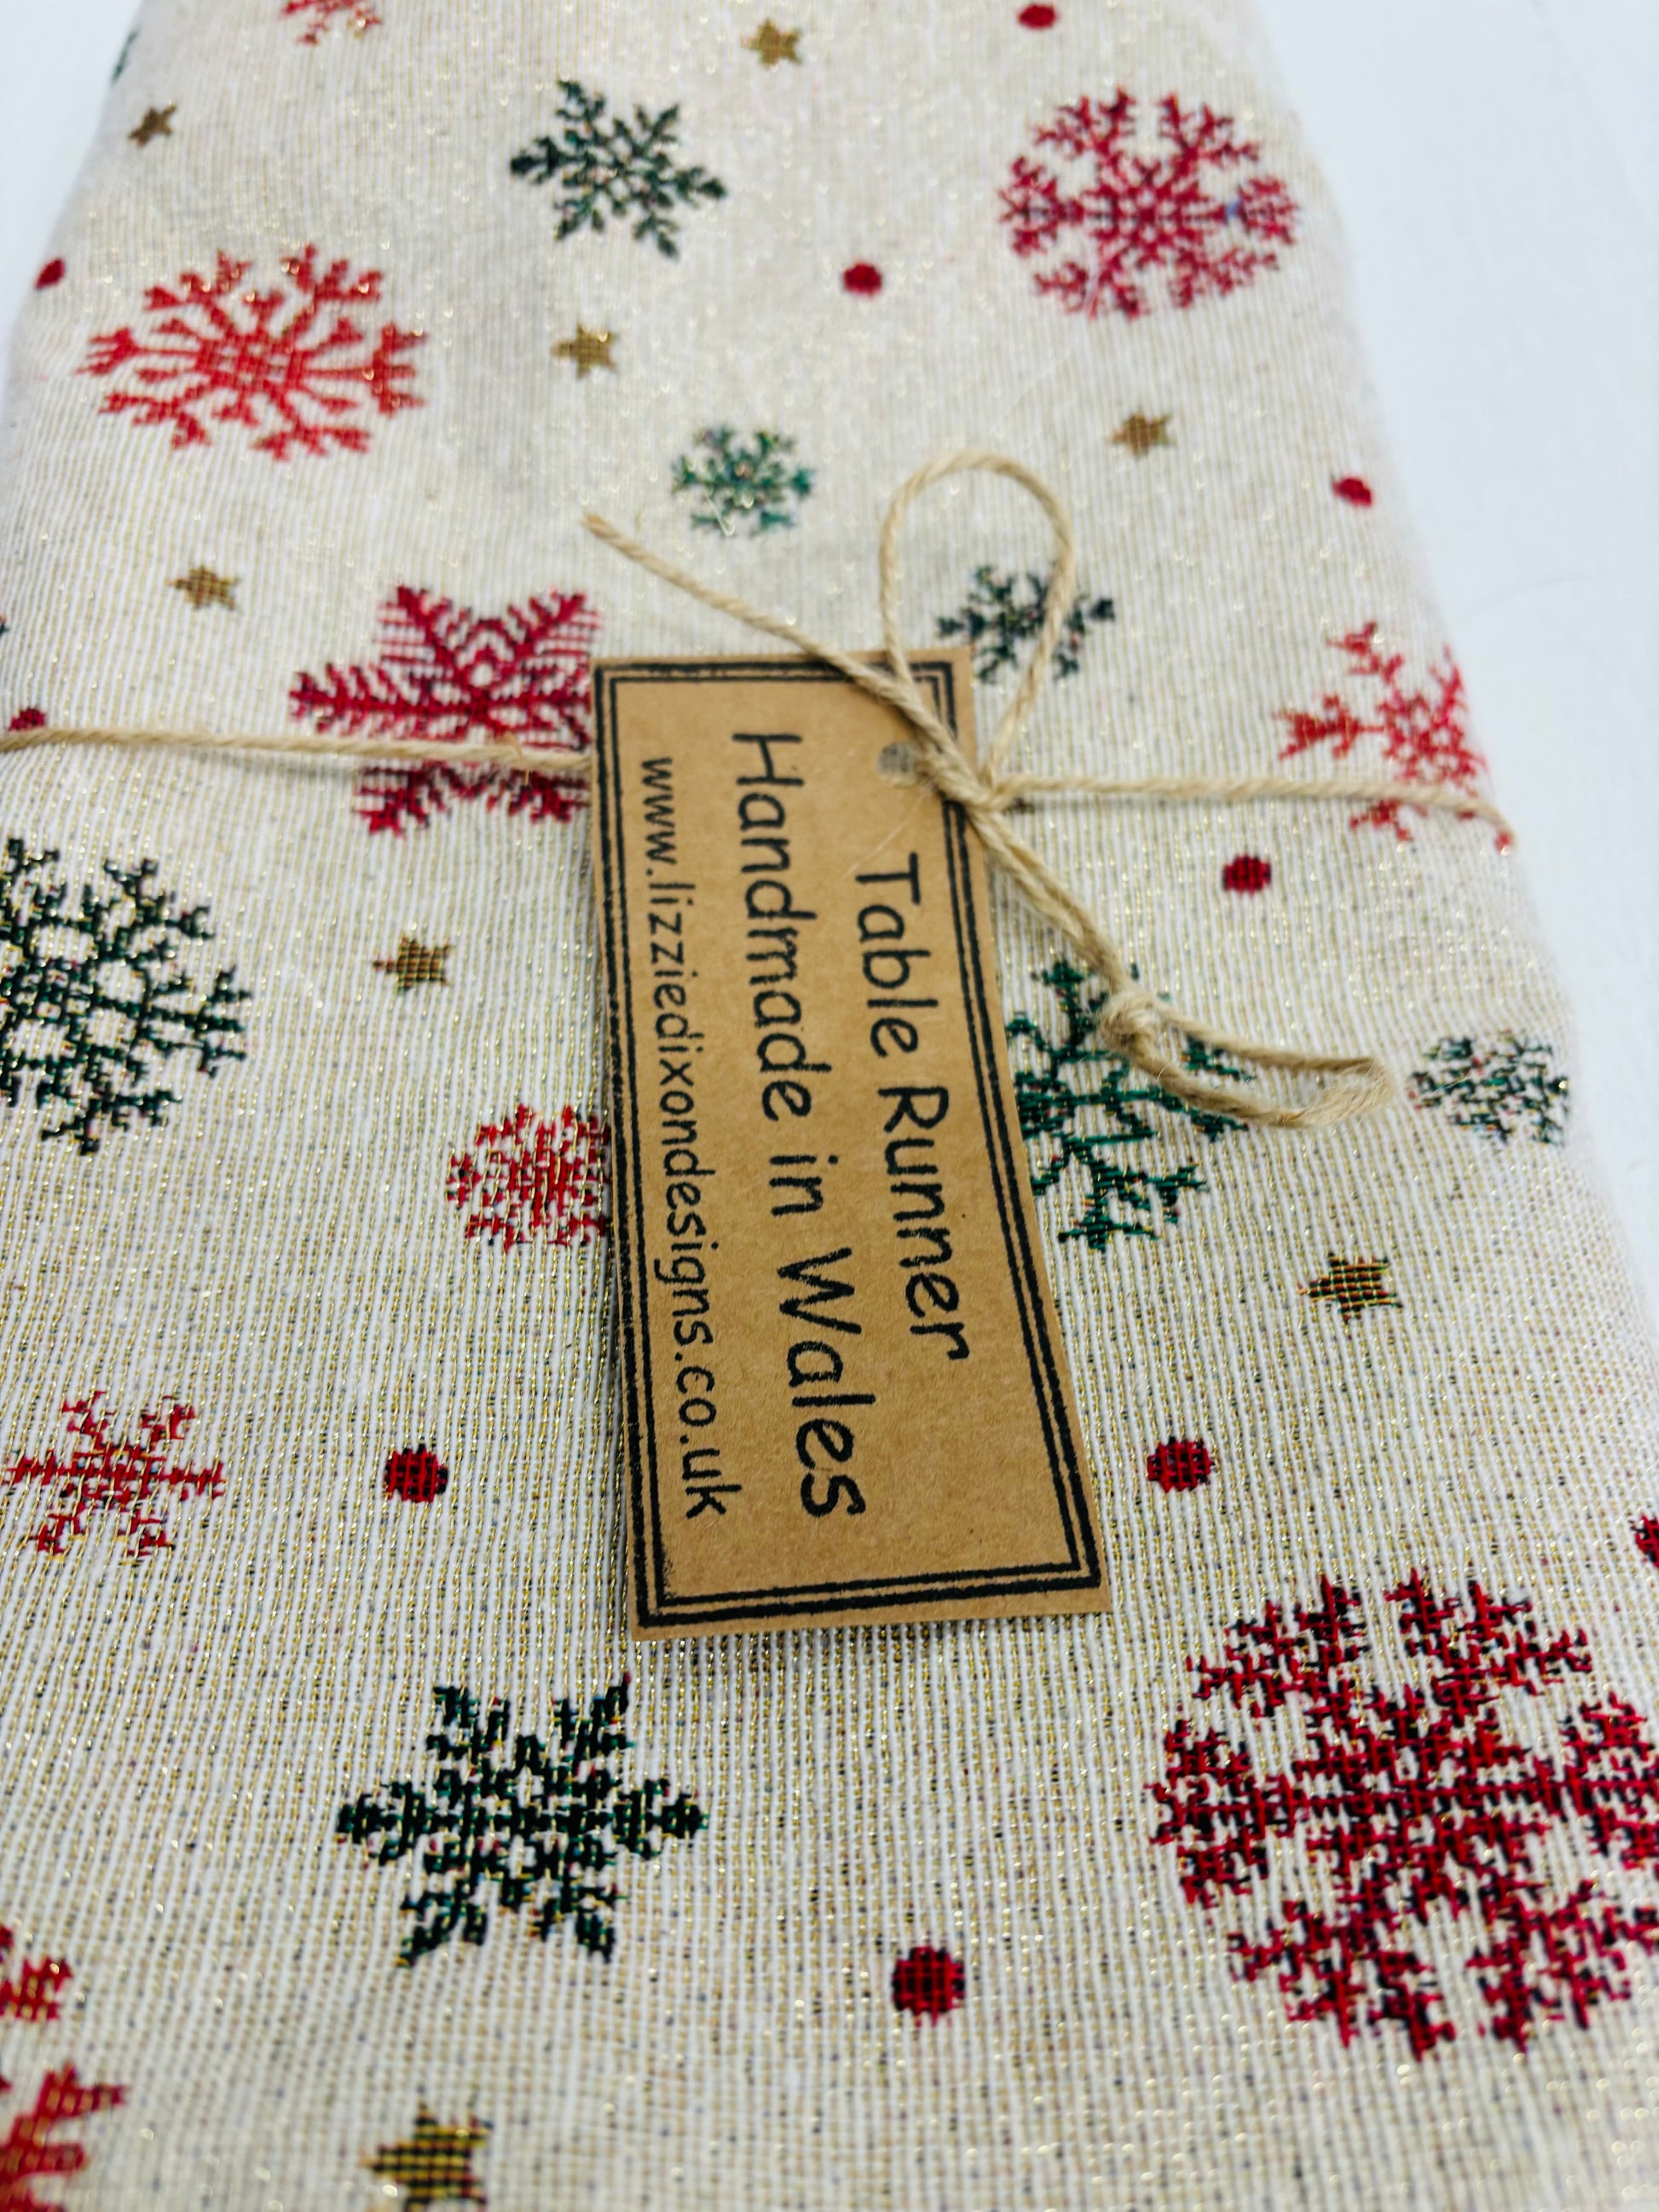 Table Runner
Handmade in Wales
www.lizziedixondesigns.co.uk